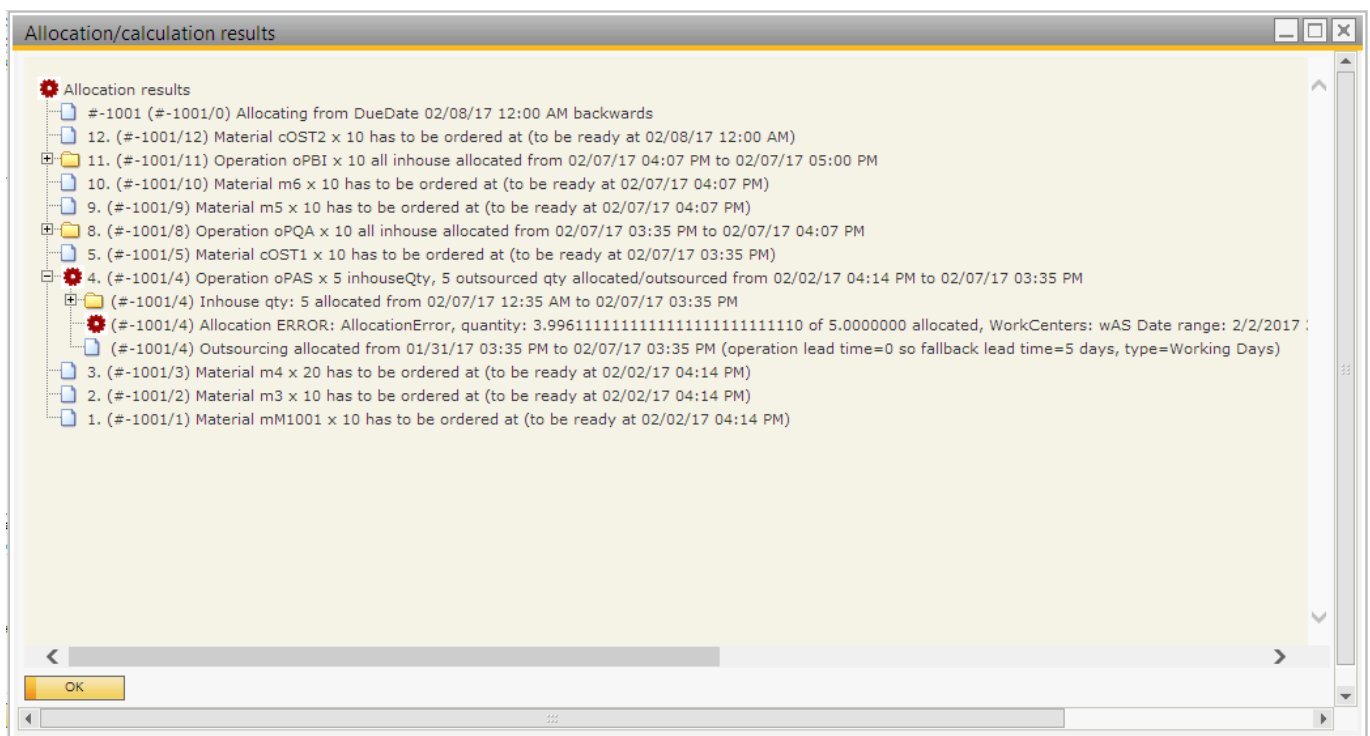 Allocation/calculation results
Allocation results
#-1001 (#-1001/0) Allocating from DueDate 02/08/17 12:00 AM backwards
12. (#-1001/12) Material cOST2 x 10 has to be ordered at (to be ready at 02/08/17 12:00 AM)
11. (#-1001/11) Operation oPBI x 10 all inhouse allocated from 02/07/17 04:07 PM to 02/07/17 05:00 PM
10. (#-1001/10) Material m6 x 10 has to be ordered at (to be ready at 02/07/17 04:07 PM)
9. (#-1001/9) Material m5 x 10 has to be ordered at (to be ready at 02/07/17 04:07 PM)
8. (#-1001/8) Operation oPQA x 10 all inhouse allocated from 02/07/17 03:35 PM to 02/07/17 04:07 PM
5. (#-1001/5) Material cOST1 x 10 has to be ordered at (to be ready at 02/07/17 03:35 PM)
4. (#-1001/4) Operation oPAS x 5 inhouseQty, 5 outsourced qty allocated/outsourced from 02/02/17 04:14 PM to 02/07/17 03:35 PM
(#-1001/4) Inhouse qty: 5 allocated from 02/07/17 12:35 AM to 02/07/17 03:35 PM
(#-1001/4) Allocation ERROR: AllocationError, quantity: 3.9961111111111111111111111110 of 5.0000000 allocated, WorkCenters: wAS Date range: 2/2/2017
(#-1001/4) Outsourcing allocated from 01/31/17 03:35 PM to 02/07/17 03:35 PM (operation lead time=0 so fallback lead time=5 days, type=Working Days)
3. (#-1001/3) Material m4 x 20 has to be ordered at (to be ready at 02/02/17 04:14 PM)
2. (#-1001/2) Material m3 x 10 has to be ordered at (to be ready at 02/02/17 04:14 PM)
1. (#-1001/1) Material mM1001 x 10 has to be ordered at (to be ready at 02/02/17 04:14 PM)
OK